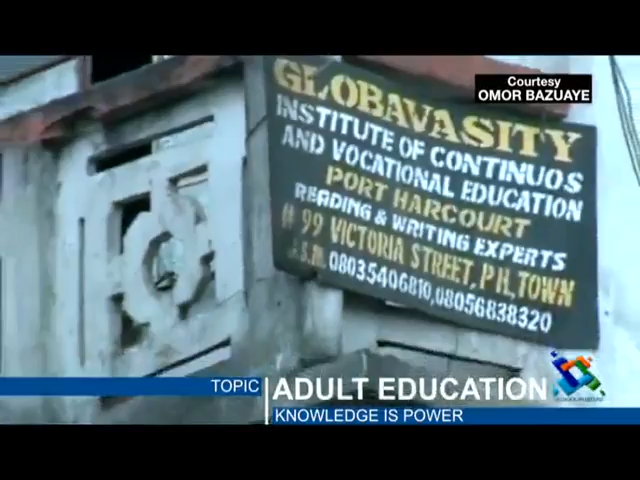 Courtesy
OMOR BAZUAYE
GLOBAVASITY
INSTITUTE OF CONTINUOS
AND VOCATIONAL EDUCATION
PORT HARCOURT
READING & WRITING EXPERTS
# 99 VICTORIA STREET, P.H, TOWN
08035406810, 08056838320
TOPIC
ADULT EDUCATION
KNOWLEDGE IS POWER